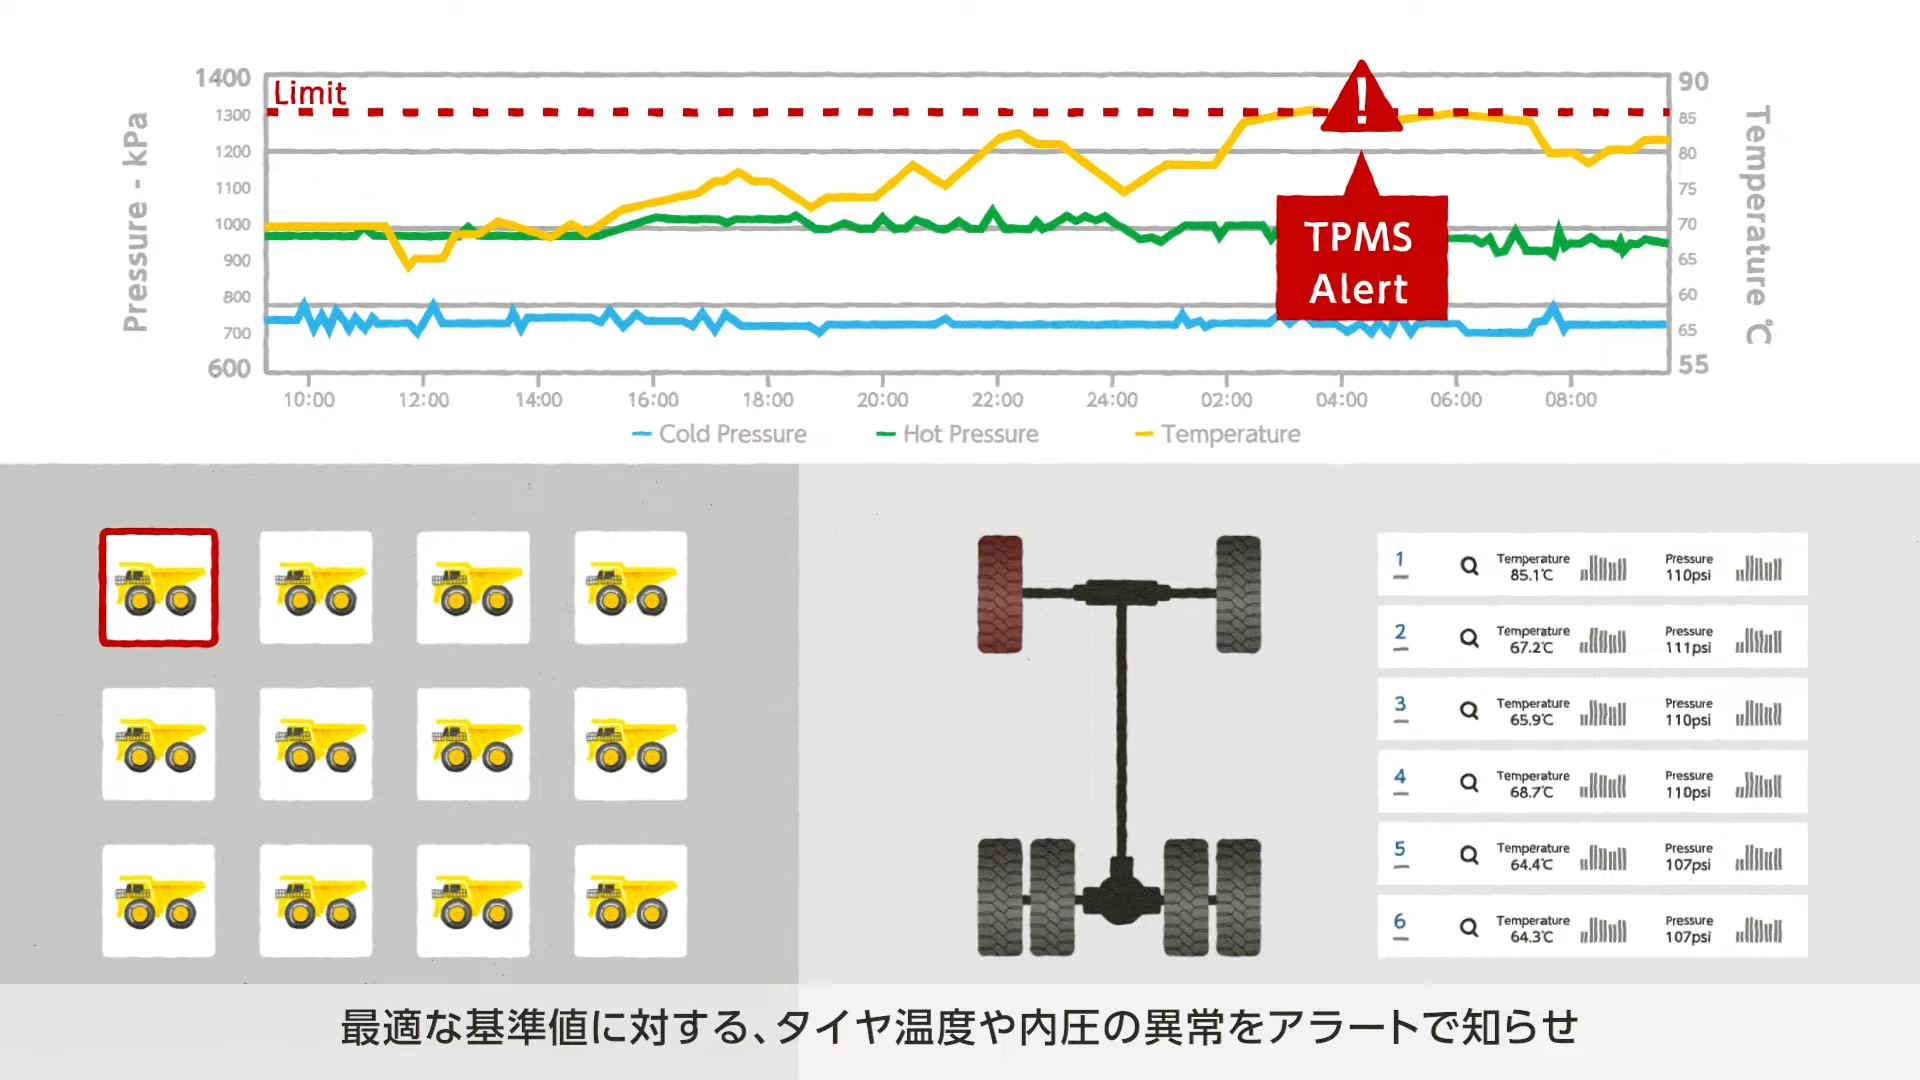 Limit
!
TPMS
Alert
Pressure - kPa
1400
1300
1200
1100
1000
900
800
700
600
90
85
80
75
70
65
60
65
55
Temperature ℃
10:00 12:00 14:00 16:00 18:00 20:00 22:00 24:00 02:00 04:00 06:00 08:00
Cold Pressure Hot Pressure Temperature
1 Temperature 85.1℃ Pressure 110psi
2 Temperature 67.2℃ Pressure 111psi
3 Temperature 65.9℃ Pressure 110psi
4 Temperature 68.7℃ Pressure 110psi
5 Temperature 64.4℃ Pressure 107psi
6 Temperature 64.3℃ Pressure 107psi
最適な基準値に対する、タイヤ温度や内圧の異常をアラートで知らせ